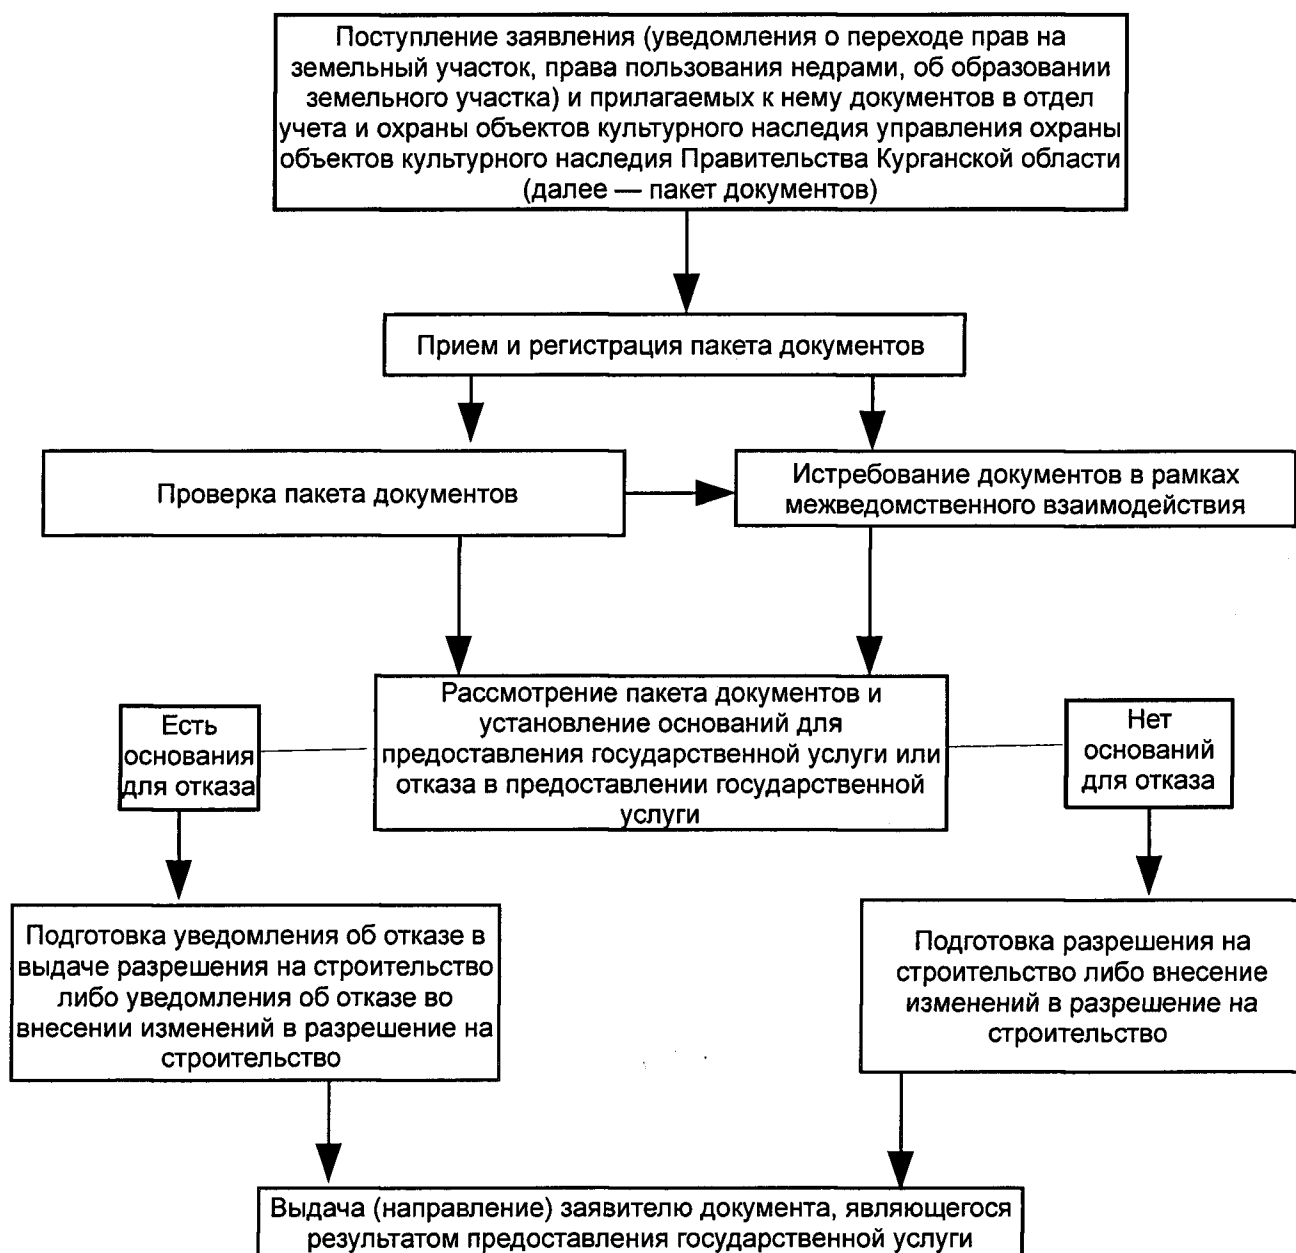 Поступление заявления (уведомления о переходе прав на
земельный участок, права пользования недрами, об образовании
земельного участка) и прилагаемых к нему документов в отдел
учета и охраны объектов культурного наследия управления охраны
объектов культурного наследия Правительства Курганской области
(далее — пакет документов)
Прием и регистрация пакета документов
Проверка пакета документов
Истребование документов в рамках
межведомственного взаимодействия
Есть
основания
для отказа
Рассмотрение пакета документов и
установление оснований для
предоставления государственной услуги или
отказа в предоставлении государственной
услуги
Нет
оснований
для отказа
Подготовка уведомления об отказе в
выдаче разрешения на строительство
либо уведомления об отказе во
внесении изменений в разрешение на
строительство
Подготовка разрешения на
строительство либо внесение
изменений в разрешение на
строительство
Выдача (направление) заявителю документа, являющегося
результатом предоставления государственной услуги